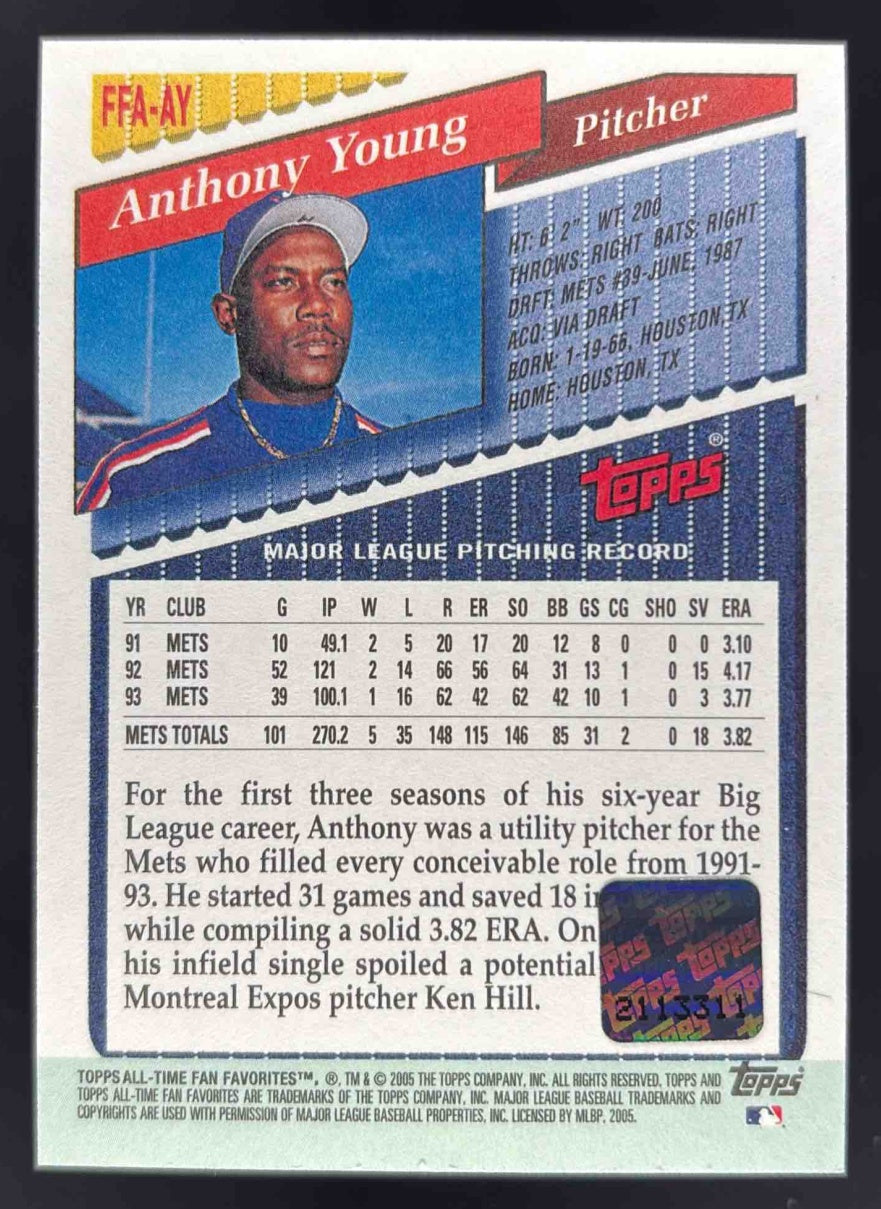 FFA-AY
Anthony Young
Pitcher
HT: 6' 2" WT: 200
THROWS: RIGHT BATS: RIGHT
DRFT: METS #39-JUNE, 1987
ACQ: VIA DRAFT
BORN: 1-19-66, HOUSTON, TX
HOME: HOUSTON, TX
topps®
MAJOR LEAGUE PITCHING RECORD
YR CLUB G IP W L R ER SO BB GS CG SHO SV ERA
91 METS 10 49.1 2 5 20 17 20 12 8 0 0 0 3.10
92 METS 52 121 2 14 66 56 64 31 13 1 0 15 4.17
93 METS 39 100.1 1 16 62 42 62 42 10 1 0 3 3.77
METS TOTALS 101 270.2 5 35 148 115 146 85 31 2 0 18 3.82
For the first three seasons of his six-year Big
League career, Anthony was a utility pitcher for the
Mets who filled every conceivable role from 1991-
93. He started 31 games and saved 18
while compiling a solid 3.82 ERA. On
his infield single spoiled a potential
Montreal Expos pitcher Ken Hill.
topps
topps
topps
2113311
TOPPS ALL-TIME FAN FAVORITES™, ®, TM & © 2005 THE TOPPS COMPANY, INC. ALL RIGHTS RESERVED. TOPPS AND
TOPPS ALL-TIME FAN FAVORITES ARE TRADEMARKS OF THE TOPPS COMPANY, INC. MAJOR LEAGUE BASEBALL TRADEMARKS AND
COPYRIGHTS ARE USED WITH PERMISSION OF MAJOR LEAGUE BASEBALL PROPERTIES, INC. LICENSED BY MLBP, 2005.
topps